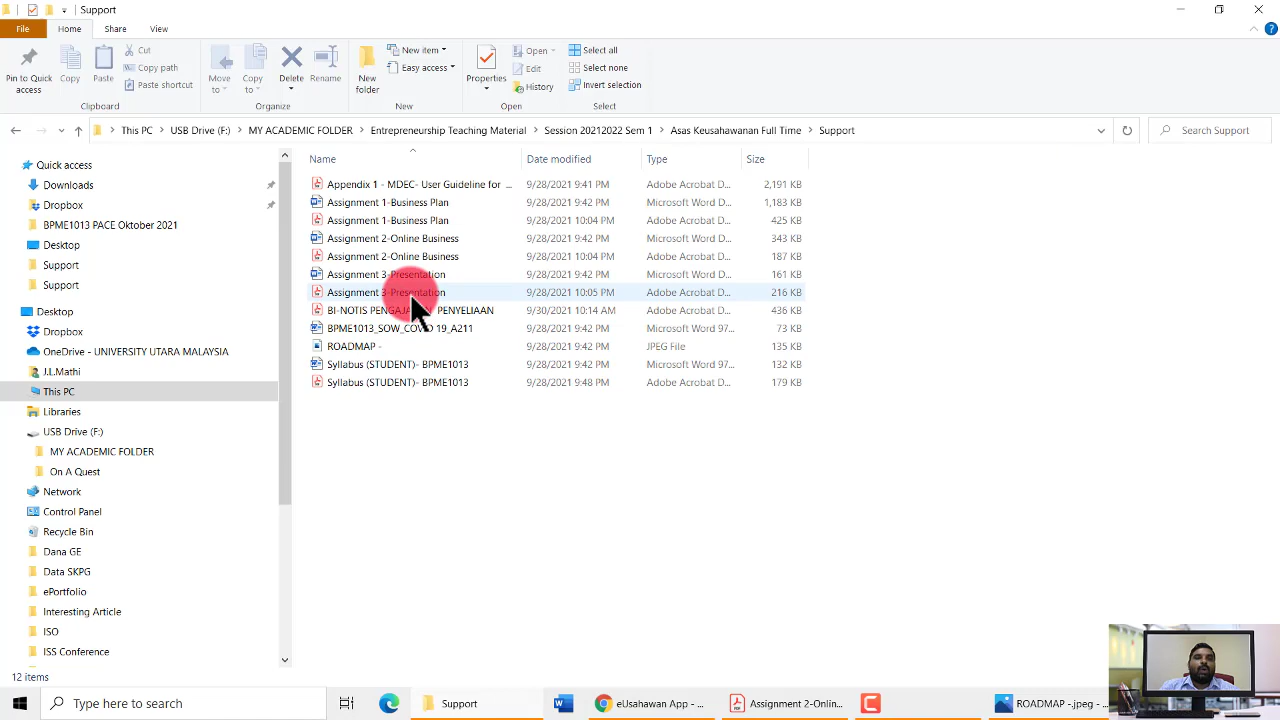 Support
File Home Share View
Pin to Quick access
Copy
Paste
Cut
Copy path
Paste shortcut
Clipboard
Move to
Copy to
Delete
Rename
Organize
New folder
New item
Easy access
New
Properties
Open
Edit
History
Open
Select all
Select none
Invert selection
Select
This PC > USB Drive (F:) > MY ACADEMIC FOLDER > Entrepreneurship Teaching Material > Session 20212022 Sem 1 > Asas Keusahawanan Full Time > Support
Search Support
Quick access
Downloads
Dropbox
BPME1013 PACE Oktober 2021
Desktop
Support
Support
Desktop
Dropbox
OneDrive - UNIVERSITY UTARA MALAYSIA
J.L.Mathi
This PC
Libraries
USB Drive (F:)
MY ACADEMIC FOLDER
On A Quest
Network
Control Panel
Recycle Bin
Dana GE
Data SKPG
ePortfolio
Interesting Article
ISO
ISS Conference
Name Date modified Type Size
Appendix 1 - MDEC- User Guideline for ... 9/28/2021 9:41 PM Adobe Acrobat D... 2,191 KB
Assignment 1-Business Plan 9/28/2021 9:42 PM Microsoft Word D... 1,183 KB
Assignment 1-Business Plan 9/28/2021 10:04 PM Adobe Acrobat D... 425 KB
Assignment 2-Online Business 9/28/2021 9:42 PM Microsoft Word D... 343 KB
Assignment 2-Online Business 9/28/2021 10:04 PM Adobe Acrobat D... 187 KB
Assignment 3-Presentation 9/28/2021 9:42 PM Microsoft Word D... 161 KB
Assignment 3-Presentation 9/28/2021 10:05 PM Adobe Acrobat D... 216 KB
BI-NOTIS PENYELIAAN 9/30/2021 10:14 AM Adobe Acrobat D... 436 KB
BPME1013_SOW_COVID 19_A211 9/28/2021 9:42 PM Microsoft Word 97... 73 KB
ROADMAP - 9/28/2021 9:42 PM JPEG File 135 KB
Syllabus (STUDENT)- BPME1013 9/28/2021 9:42 PM Microsoft Word 97... 132 KB
Syllabus (STUDENT)- BPME1013 9/28/2021 9:48 PM Adobe Acrobat D... 179 KB
12 items
Type here to search
eUsahawan App - ...
Assignment 2-Onlin...
ROADMAP -.jpeg -